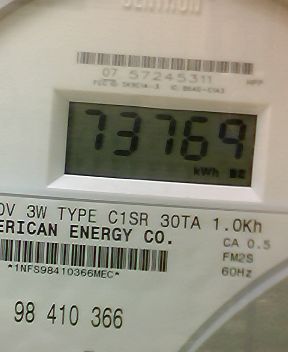 CENTRON
07 57245311
73769
kWh
0V 3W TYPE C1SR 30TA 1.0Kh
ERICAN ENERGY CO.
CA 0.5
FM2S
*1NFS98410366MEC*
60Hz
98 410 366